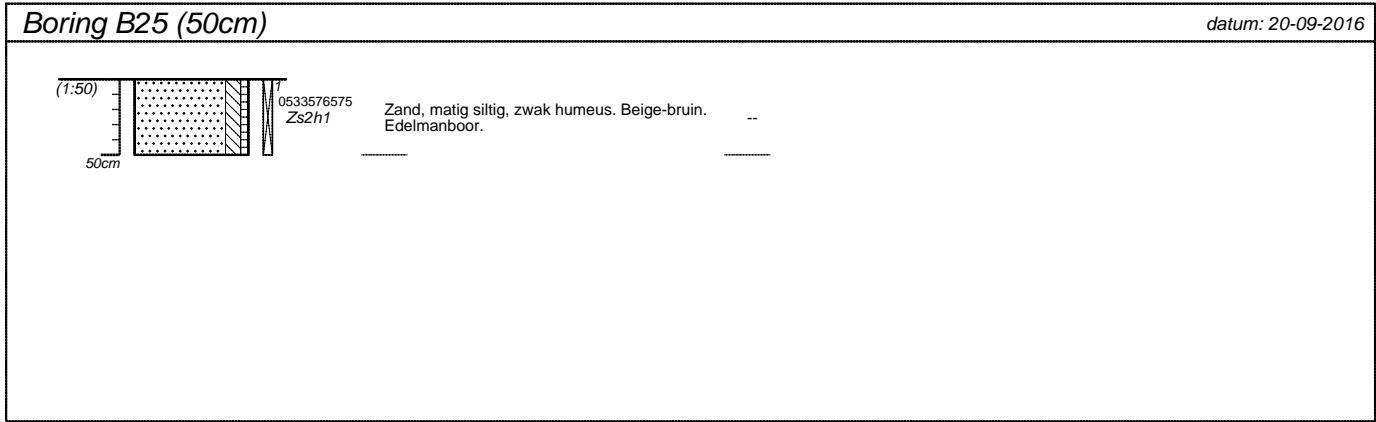 Boring B25 (50cm)
datum: 20-09-2016
(1:50)
1
0533576575
Zs2h1
Zand, matig siltig, zwak humeus. Beige-bruin.
Edelmanboor.
--
50cm